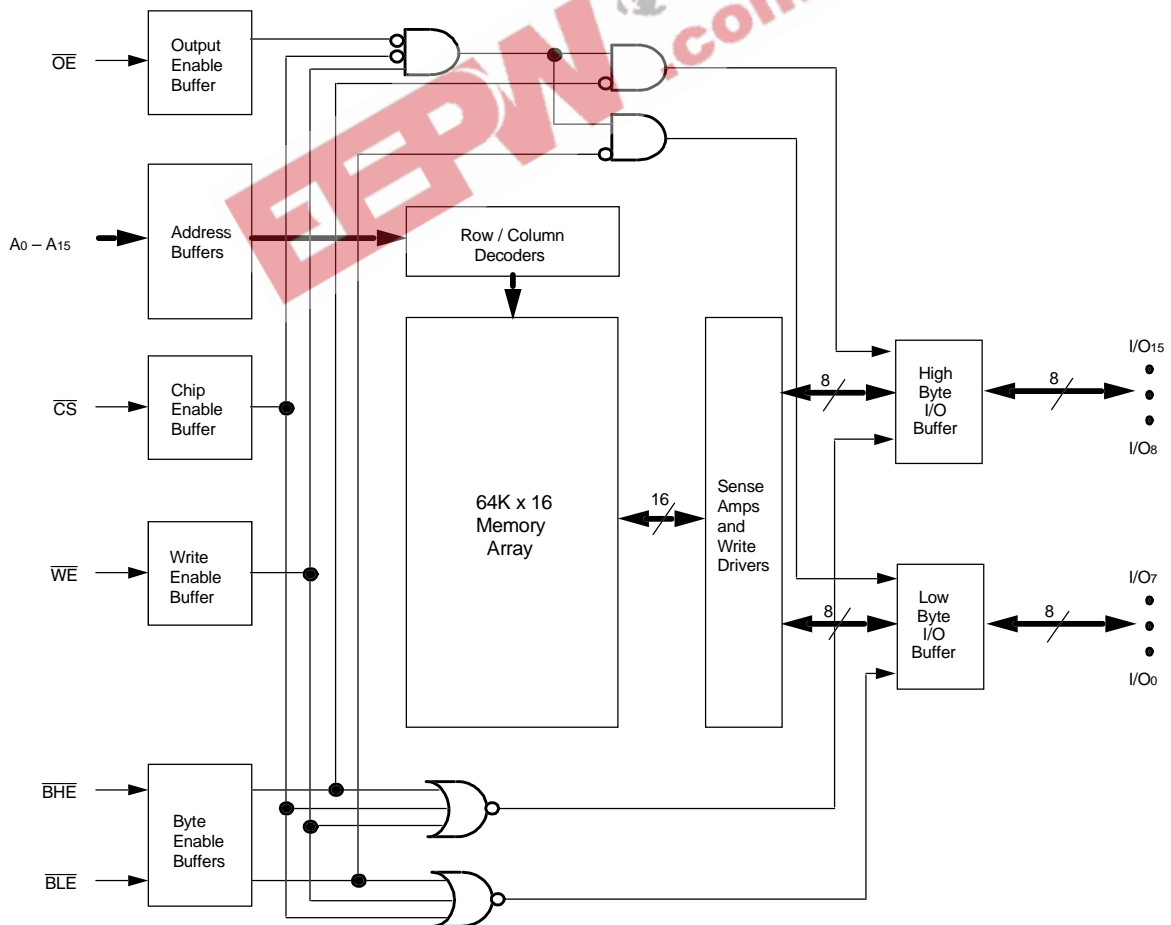 OE
Output
Enable
Buffer
EEPW.com
A0 – A15
Address
Buffers
Row / Column
Decoders
CS
Chip
Enable
Buffer
64K x 16
Memory
Array
16
Sense
Amps
and
Write
Drivers
8
High
Byte
I/O
Buffer
8
I/O15
I/O8
WE
Write
Enable
Buffer
8
Low
Byte
I/O
Buffer
8
I/O7
I/O0
BHE
Byte
Enable
Buffers
BLE